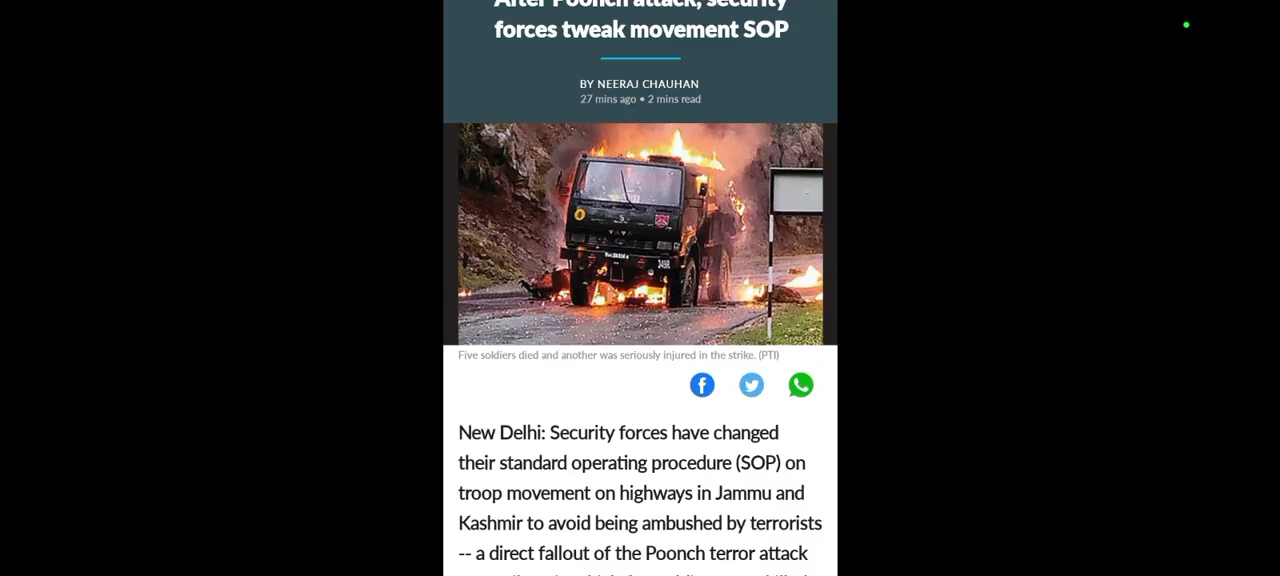 After Poonch attack, security
forces tweak movement SOP
BY NEERAJ CHAUHAN
27 mins ago • 2 mins read
Five soldiers died and another was seriously injured in the strike. (PTI)
New Delhi: Security forces have changed
their standard operating procedure (SOP) on
troop movement on highways in Jammu and
Kashmir to avoid being ambushed by terrorists
-- a direct fallout of the Poonch terror attack